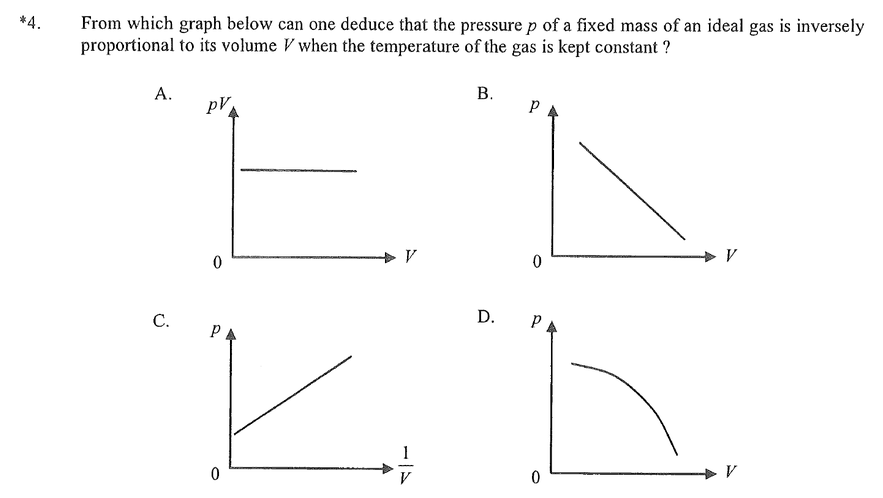 *4. From which graph below can one deduce that the pressure p of a fixed mass of an ideal gas is inversely
proportional to its volume V when the temperature of the gas is kept constant ?
A.
pV
0
V
B.
p
0
V
C.
p
0
1
V
D.
p
0
V